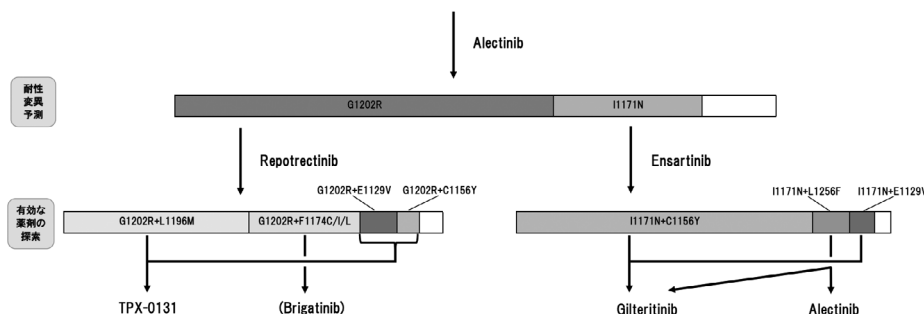 Alectinib
耐性
変異
予測
G1202R
I1171N
Repotrectinib
Ensartinib
G1202R+E1129V
G1202R+C1156Y
I1171N+L1256F
I1171N+E1129V
有効な
薬剤の
探索
G1202R+L1196M
G1202R+F1174C/I/L
I1171N+C1156Y
TPX-0131
(Brigatinib)
Gilteritinib
Alectinib